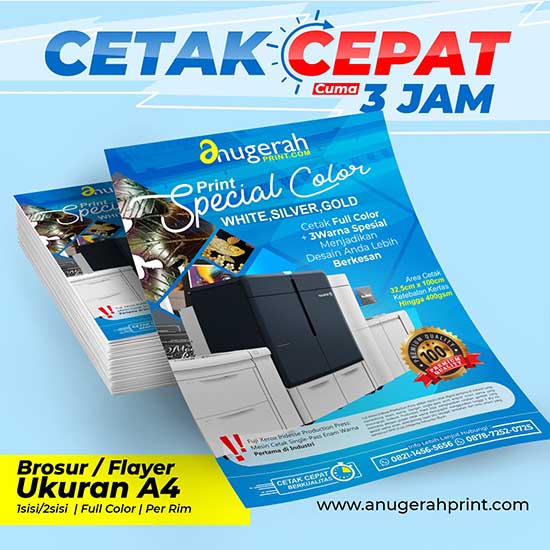 CETAK CEPAT
Cuma
3 JAM
anugerah
PRINT.COM
Print
Special Color
WHITE,SILVER,GOLD
Cetak Full Color
+ 3Warna Spesial
Menjadikan
Desain Anda Lebih
Berkesan
Area Cetak
32,5cm x 100cm
Ketebalan Kertas
Hingga 400gsm
PREMIUM QUALITY
100%
PREMIUM
QUALITY
!!
Fuji Xerox Iridesse Production Press:
Mesin Cetak Single-Pass Enam Warna
Pertama di Industri
Info Lebih Lanjut Hubungi:
0821-1456-5656
0878-7252-0725
CETAK CEPAT
BERKUALITAS
Brosur / Flayer
Ukuran A4
1sisi/2sisi | Full Color | Per Rim
www.anugerahprint.com